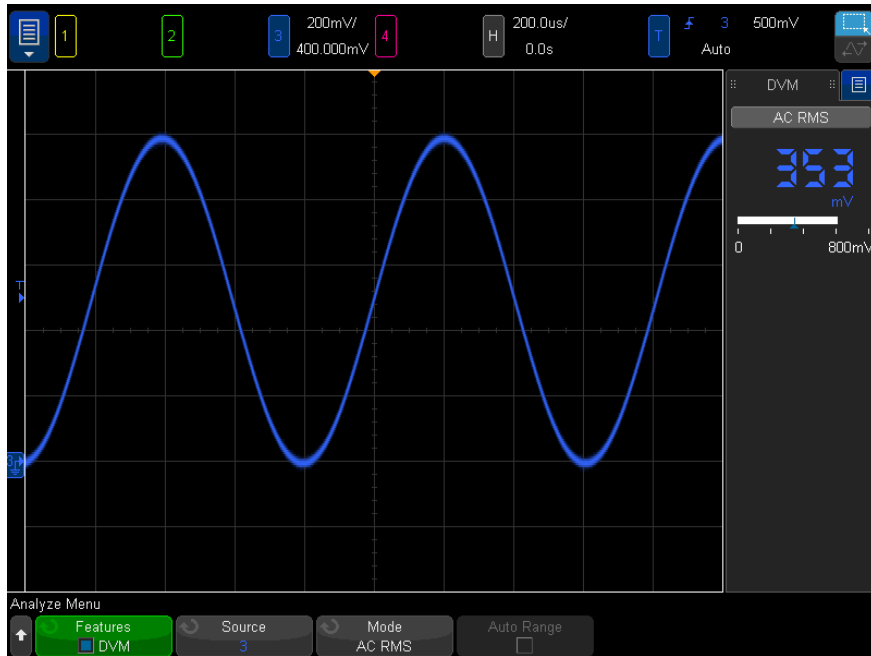 1
2
3
200mV/
400.000mV
4
H
200.0us/
0.0s
T
3
500mV
Auto
DVM
AC RMS
353
mV
0
800mV
T
3
Analyze Menu
Features
DVM
Source
3
Mode
AC RMS
Auto Range